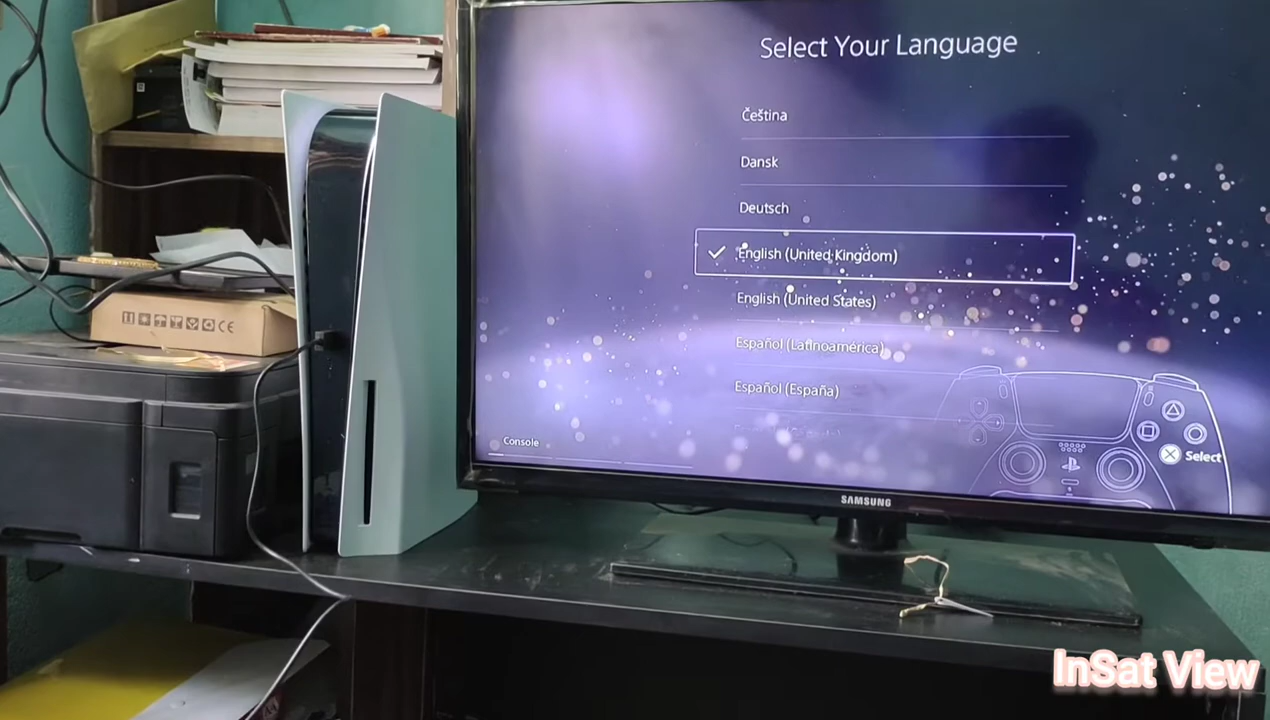 Select Your Language
Čeština
Dansk
Deutsch
English (United Kingdom)
English (United States)
Español (Latinoamérica)
Español (España)
Console
Select
SAMSUNG
CE
InSat View